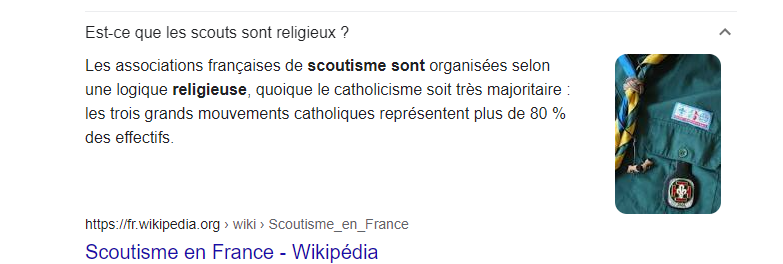 Est-ce que les scouts sont religieux ?
Les associations françaises de scoutisme sont organisées selon
une logique religieuse, quoique le catholicisme soit très majoritaire :
les trois grands mouvements catholiques représentent plus de 80 %
des effectifs.
https://fr.wikipedia.org › wiki › Scoutisme_en_France
Scoutisme en France - Wikipédia